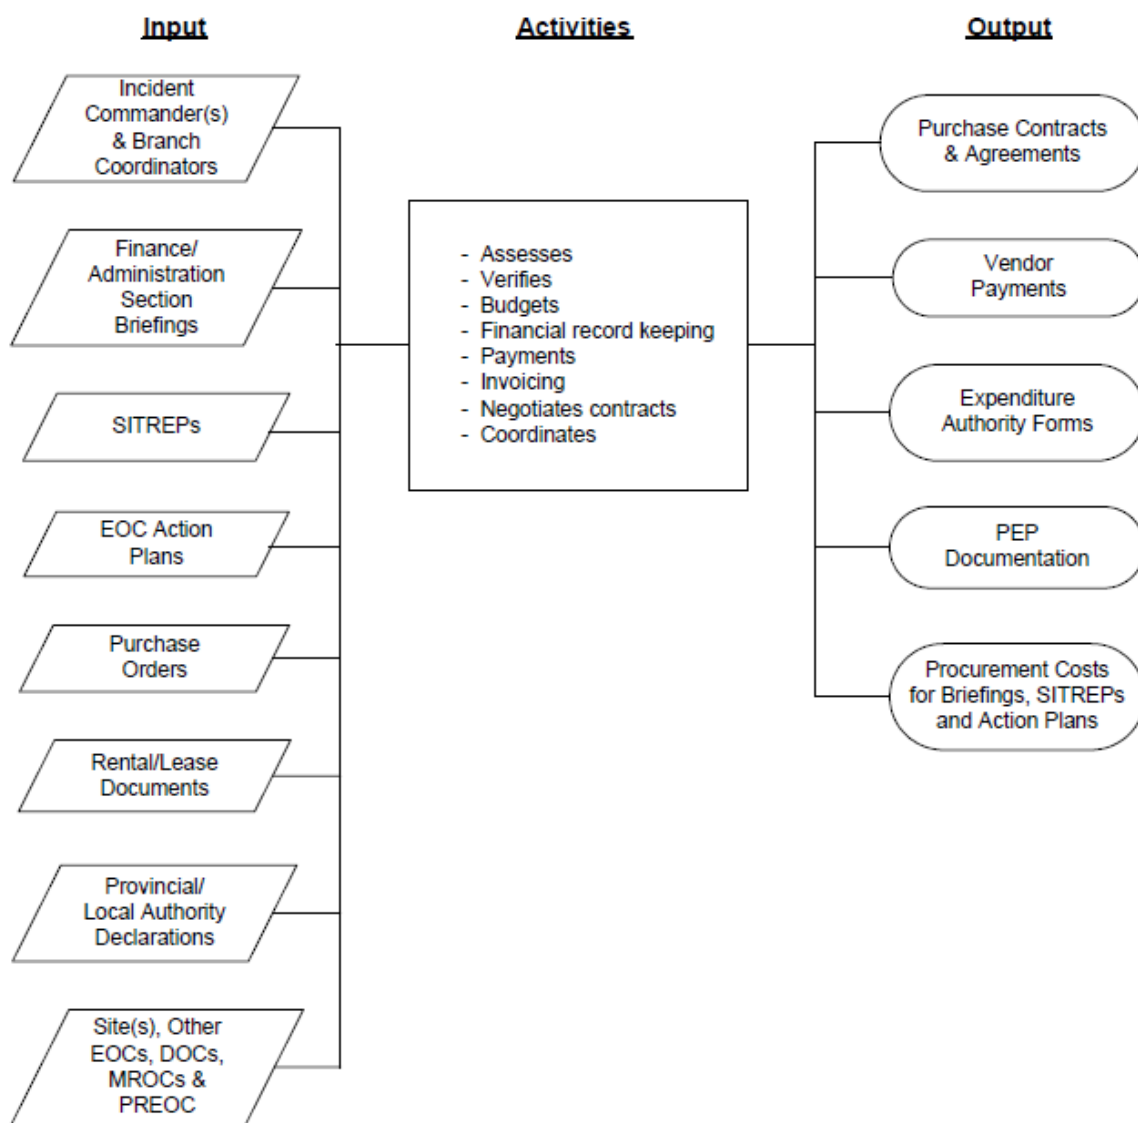 Input
Activities
Output
Incident
Commander(s)
& Branch
Coordinators
Finance/
Administration
Section
Briefings
SITREPs
EOC Action
Plans
Purchase
Orders
Rental/Lease
Documents
Provincial/
Local Authority
Declarations
Site(s), Other
EOCs, DOCs,
MROCs &
PREOC
- Assesses
- Verifies
- Budgets
- Financial record keeping
- Payments
- Invoicing
- Negotiates contracts
- Coordinates
Purchase Contracts
& Agreements
Vendor
Payments
Expenditure
Authority Forms
PEP
Documentation
Procurement Costs
for Briefings, SITREPs
and Action Plans